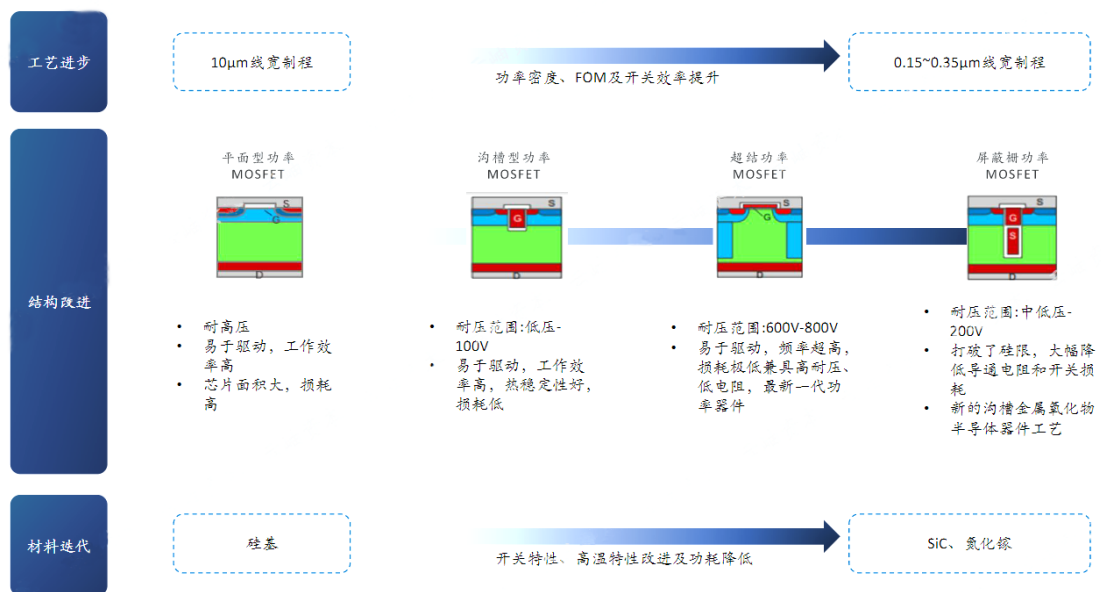 工艺进步
10μm线宽制程
功率密度、FOM及开关效率提升
0.15~0.35μm线宽制程
结构改进
平面型功率
MOSFET
S
G
D
• 耐高压
• 易于驱动，工作效
率高
• 芯片面积大，损耗
高
沟槽型功率
MOSFET
S
G
D
• 耐压范围:低压-
100V
• 易于驱动，工作效
率高，热稳定性好，
损耗低
超结功率
MOSFET
S
G
D
• 耐压范围:600V-800V
• 易于驱动，频率超高，
损耗极低兼具高耐压、
低电阻，最新一代功
率器件
屏蔽栅功率
MOSFET
S
G
S
D
• 耐压范围:中低压-
200V
• 打破了硅限，大幅降
低导通电阻和开关损
耗
• 新的沟槽金属氧化物
半导体器件工艺
材料迭代
硅基
开关特性、高温特性改进及功耗降低
SiC、氮化镓